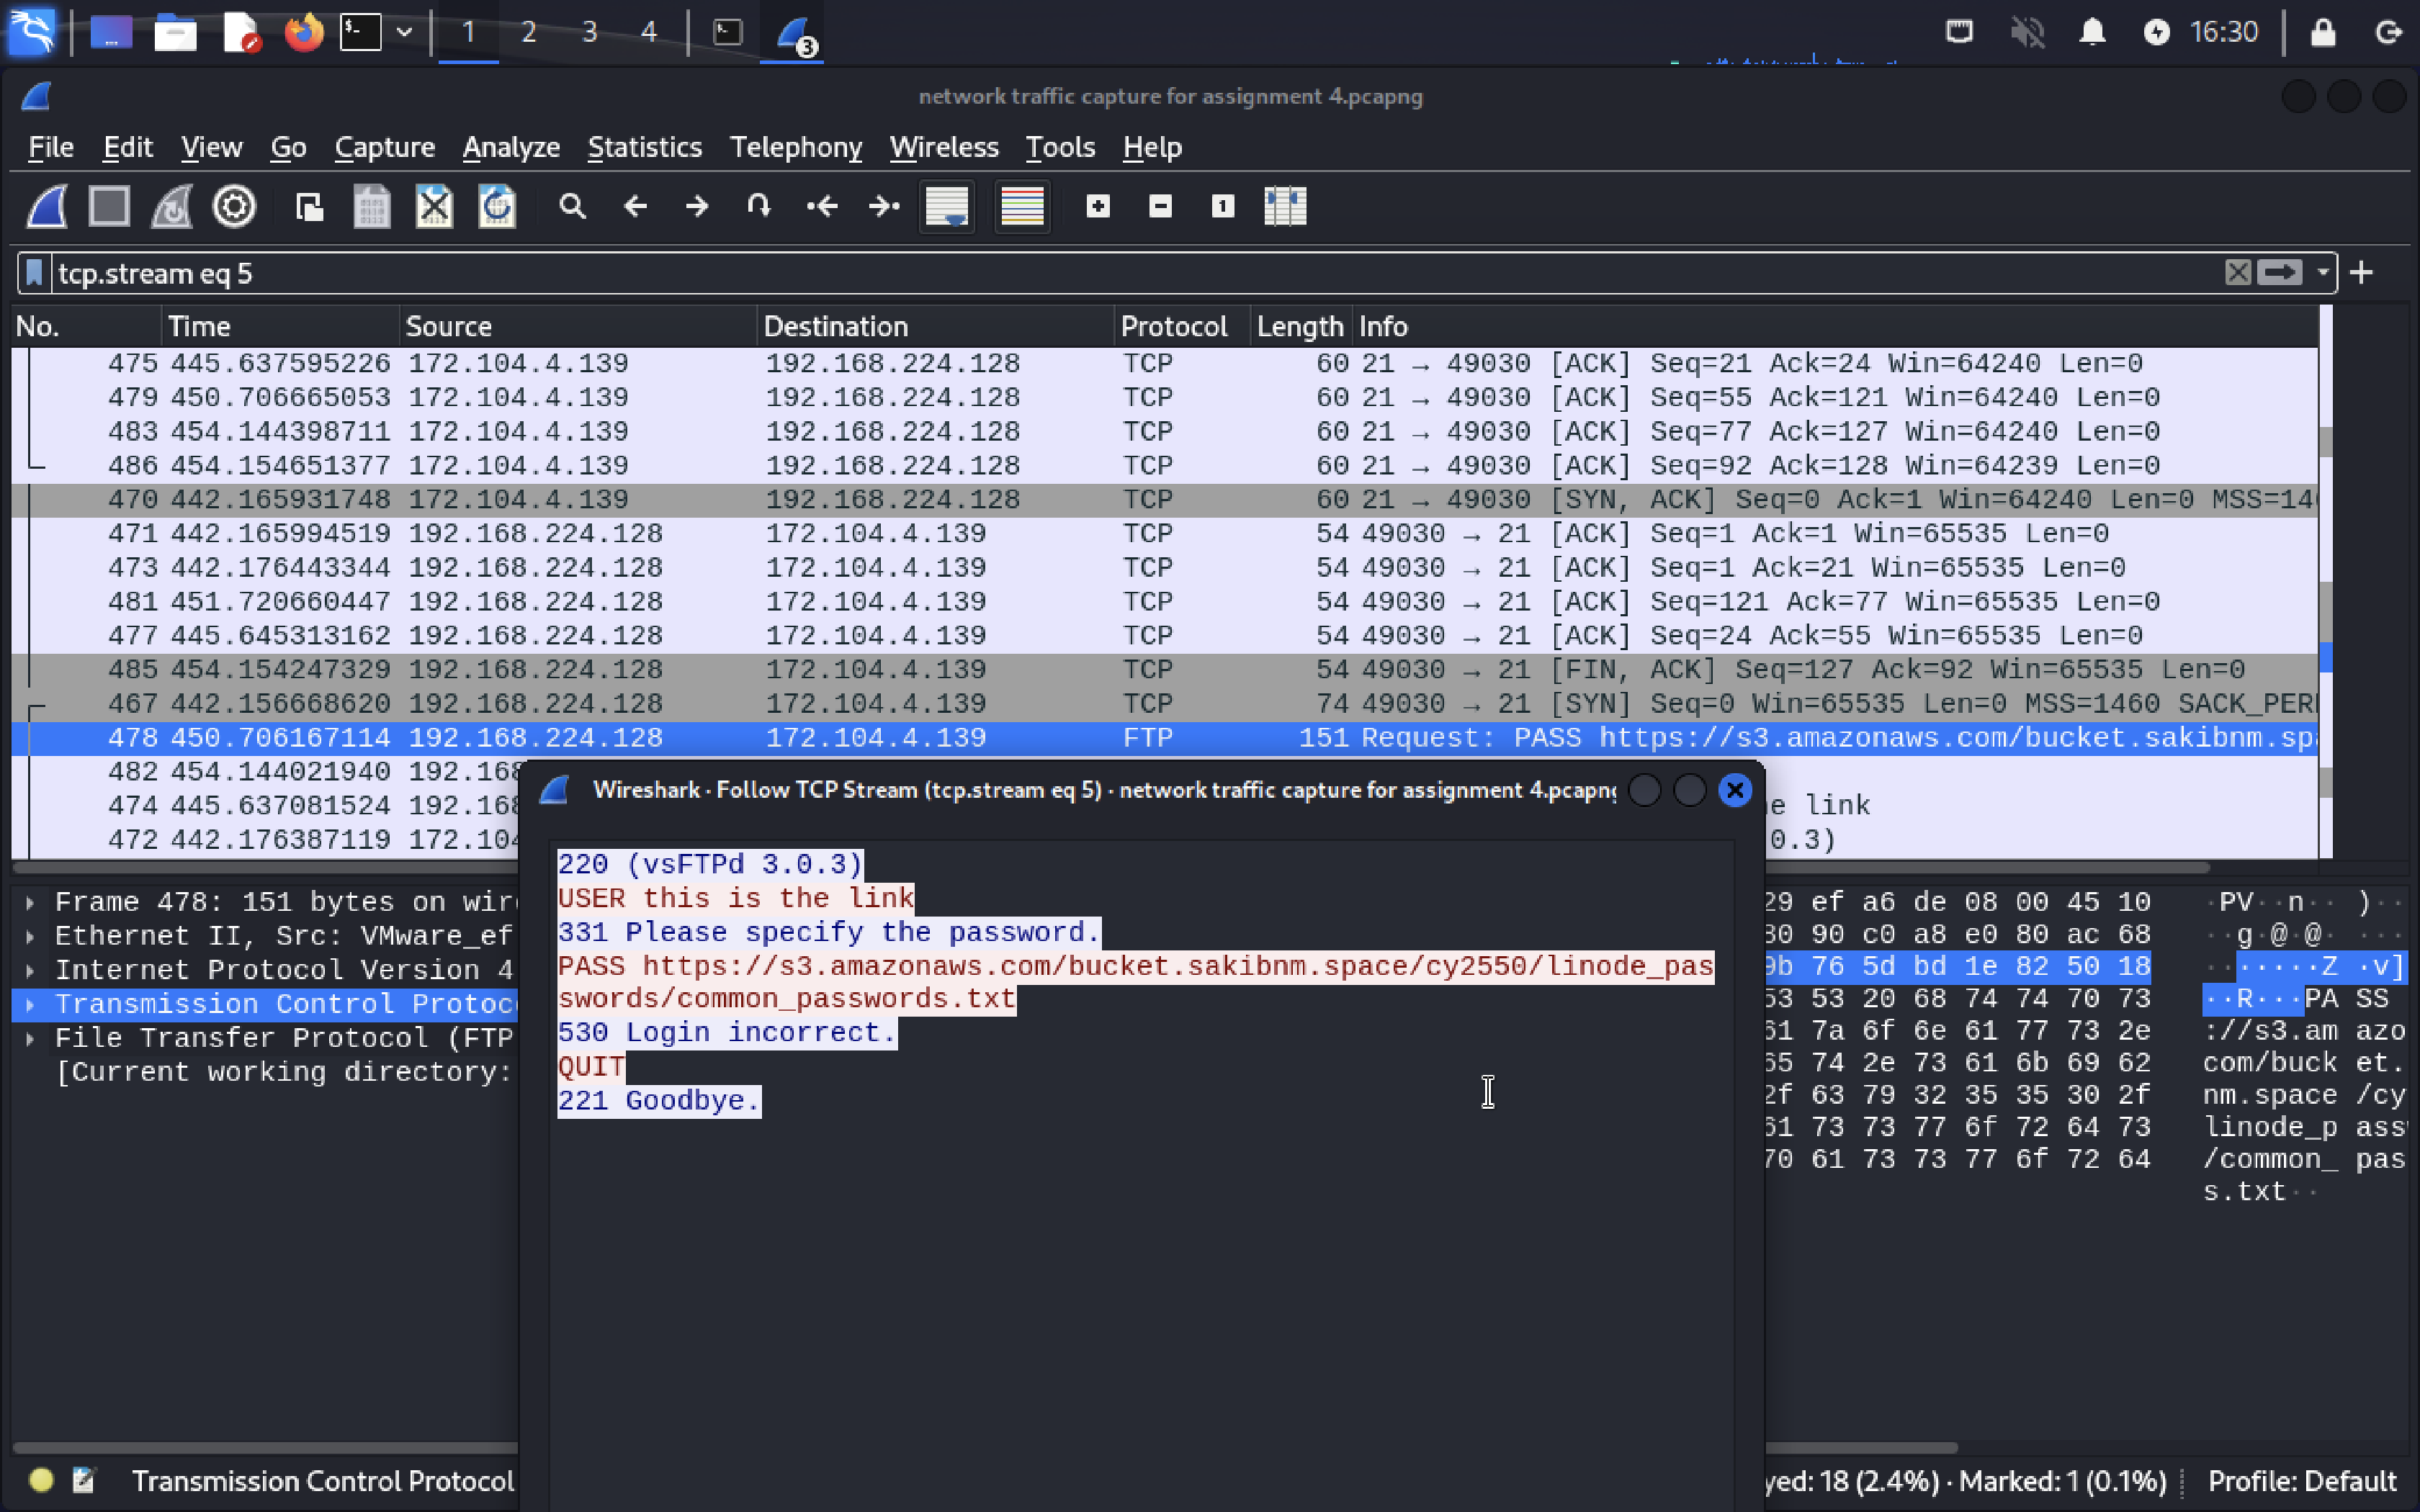 1 2 3 4 3 16:30
network traffic capture for assignment 4.pcapng
File Edit View Go Capture Analyze Statistics Telephony Wireless Tools Help
tcp.stream eq 5
No. Time Source Destination Protocol Length Info
475 445.637595226 172.104.4.139 192.168.224.128 TCP 60 21 → 49030 [ACK] Seq=21 Ack=24 Win=64240 Len=0
479 450.706665053 172.104.4.139 192.168.224.128 TCP 60 21 → 49030 [ACK] Seq=55 Ack=121 Win=64240 Len=0
483 454.144398711 172.104.4.139 192.168.224.128 TCP 60 21 → 49030 [ACK] Seq=77 Ack=127 Win=64240 Len=0
486 454.154651377 172.104.4.139 192.168.224.128 TCP 60 21 → 49030 [ACK] Seq=92 Ack=128 Win=64239 Len=0
470 442.165931748 172.104.4.139 192.168.224.128 TCP 60 21 → 49030 [SYN, ACK] Seq=0 Ack=1 Win=64240 Len=0 MSS=146
471 442.165994519 192.168.224.128 172.104.4.139 TCP 54 49030 → 21 [ACK] Seq=1 Ack=1 Win=65535 Len=0
473 442.176443344 192.168.224.128 172.104.4.139 TCP 54 49030 → 21 [ACK] Seq=1 Ack=21 Win=65535 Len=0
481 451.720660447 192.168.224.128 172.104.4.139 TCP 54 49030 → 21 [ACK] Seq=121 Ack=77 Win=65535 Len=0
477 445.645313162 192.168.224.128 172.104.4.139 TCP 54 49030 → 21 [ACK] Seq=24 Ack=55 Win=65535 Len=0
485 454.154247329 192.168.224.128 172.104.4.139 TCP 54 49030 → 21 [FIN, ACK] Seq=127 Ack=92 Win=65535 Len=0
467 442.156668620 192.168.224.128 172.104.4.139 TCP 74 49030 → 21 [SYN] Seq=0 Win=65535 Len=0 MSS=1460 SACK_PERM
478 450.706167114 192.168.224.128 172.104.4.139 FTP 151 Request: PASS https://s3.amazonaws.com/bucket.sakibnm.spa
482 454.144021940 192.168
474 445.637081524 192.168 e link
472 442.176387119 172.104 0.3)
Wireshark · Follow TCP Stream (tcp.stream eq 5) · network traffic capture for assignment 4.pcapng
220 (vsFTPd 3.0.3)
USER this is the link
331 Please specify the password.
PASS https://s3.amazonaws.com/bucket.sakibnm.space/cy2550/linode_pas
swords/common_passwords.txt
530 Login incorrect.
QUIT
221 Goodbye.
Frame 478: 151 bytes on wire
Ethernet II, Src: VMware_ef
Internet Protocol Version 4
Transmission Control Protoco
File Transfer Protocol (FTP
[Current working directory:
29 ef a6 de 08 00 45 10 ·PV··n·· )··
80 90 c0 a8 e0 80 ac 68 ··g·@·@· ···
9b 76 5d bd 1e 82 50 18 ·······Z ·v]
53 53 20 68 74 74 70 73 ··R···PA SS
61 7a 6f 6e 61 77 73 2e ://s3.am azo
65 74 2e 73 61 6b 69 62 com/buck et.
2f 63 79 32 35 35 30 2f nm.space /cy
61 73 73 77 6f 72 64 73 linode_p assw
70 61 73 73 77 6f 72 64 /common_ pas
s.txt··
Transmission Control Protocol
yed: 18 (2.4%) · Marked: 1 (0.1%) Profile: Default